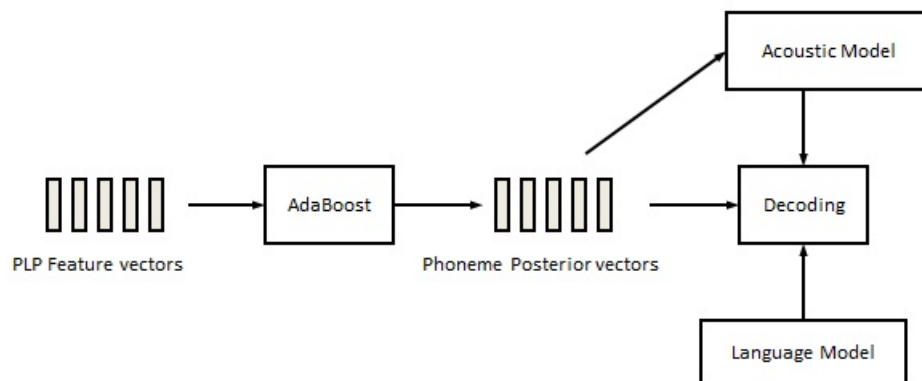 Acoustic Model
AdaBoost
Decoding
PLP Feature vectors
Phoneme Posterior vectors
Language Model